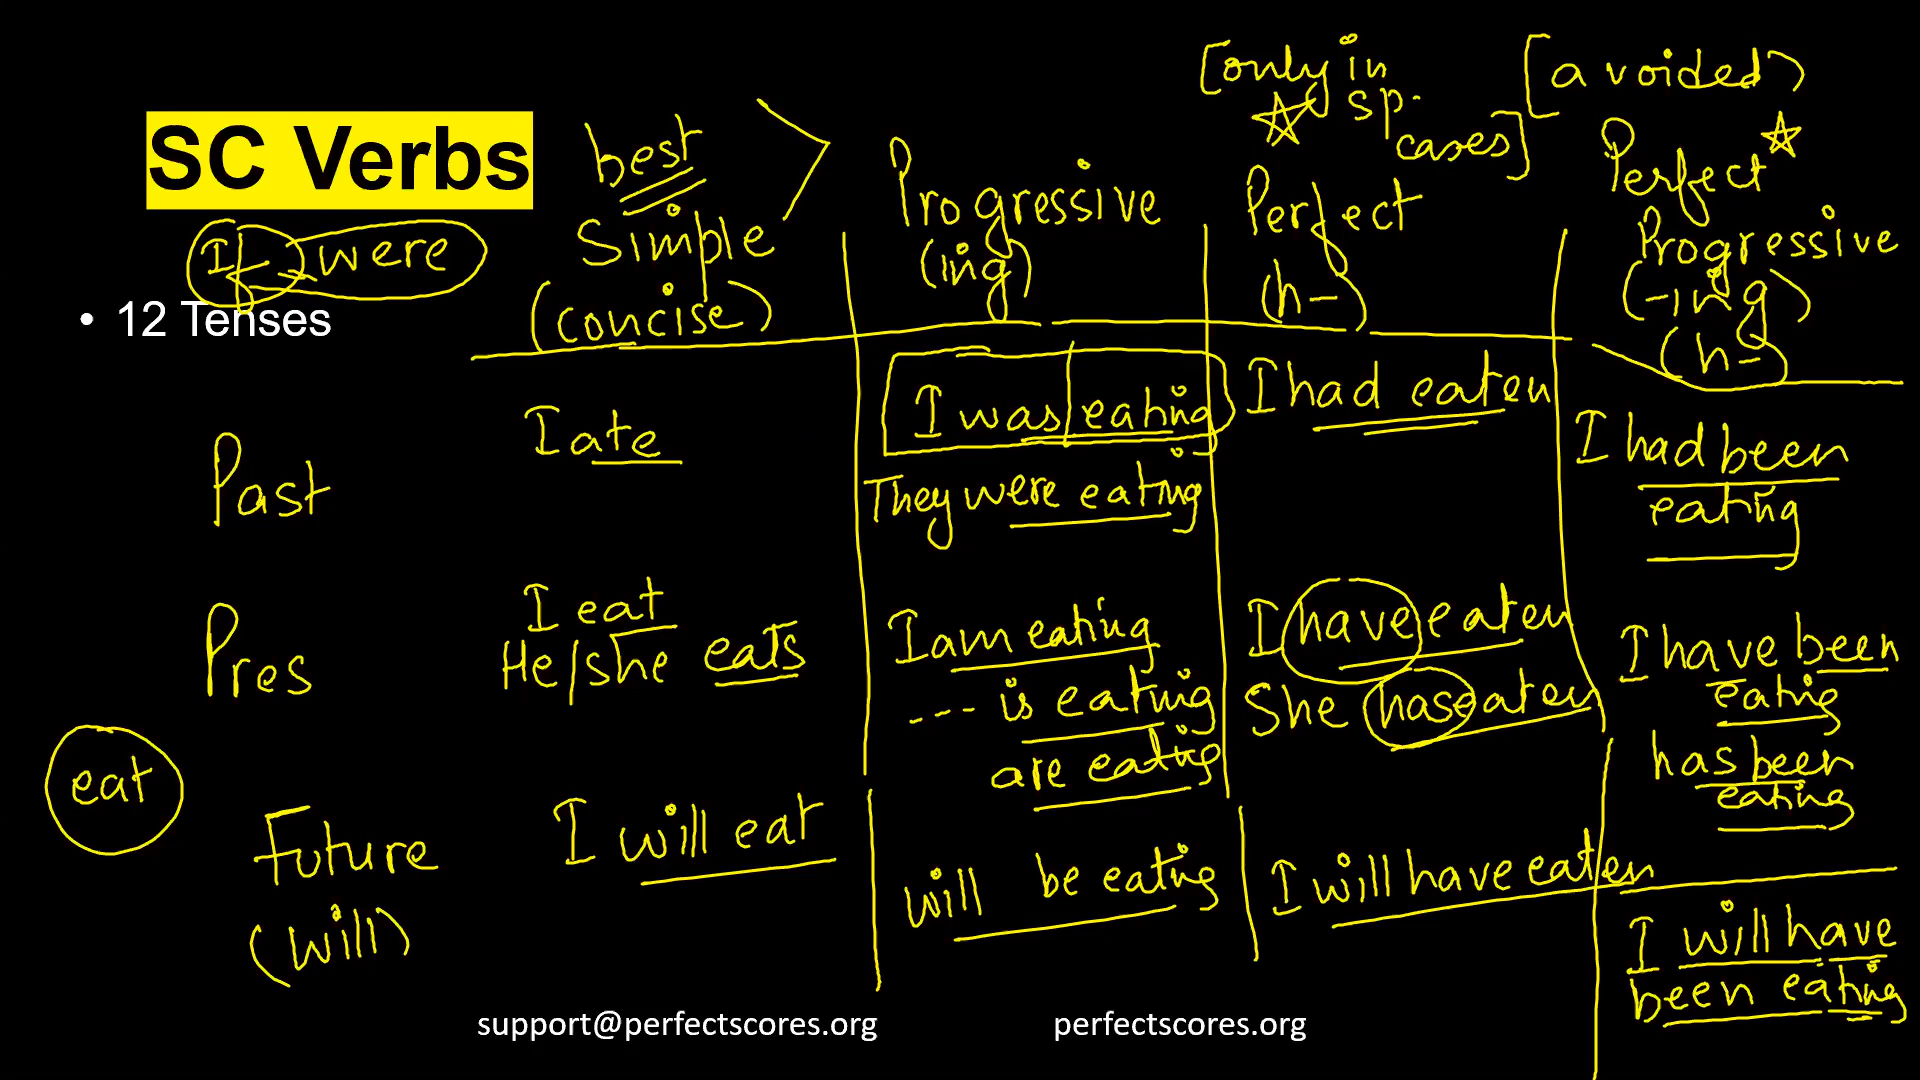 SC Verbs
If were
• 12 Tenses
best
Simple
(concise)
>
Progressive
(ing)
[only in
sp.
cases]
Perfect
(h-)
[avoided)
Perfect
Progressive
(-ing)
(h-)
Past
I ate
I was eating
They were eating
I had eaten
I had been
eating
Pres
I eat
He/she eats
I am eating
--- is eating
are eating
I have eaten
She has eaten
I have been
eating
has been
eating
eat
Future
(will)
I will eat
will be eating
I will have eaten
I will have
been eating
support@perfectscores.org
perfectscores.org